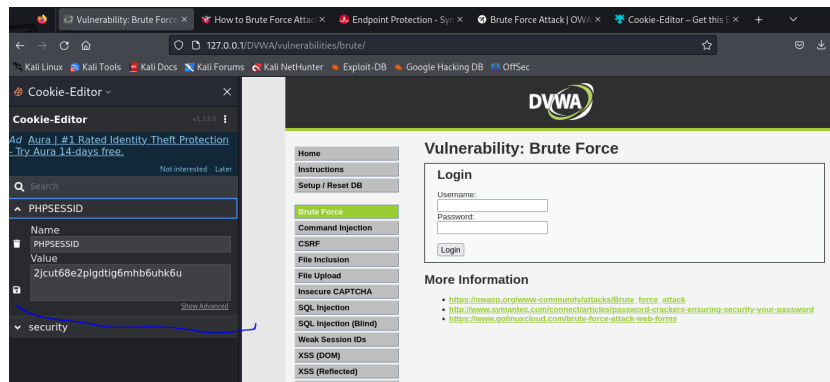 Vulnerability: Brute Force × How to Brute Force Attac × Endpoint Protection - Syn × Brute Force Attack | OWA × Cookie-Editor – Get this E × +
127.0.0.1/DVWA/vulnerabilities/brute/
Kali Linux Kali Tools Kali Docs Kali Forums Kali NetHunter Exploit-DB Google Hacking DB OffSec
Cookie-Editor
Cookie-Editor v1.13.0
Ad Aura | #1 Rated Identity Theft Protection
- Try Aura 14-days free.
Not interested Later
Search
PHPSESSID
Name
PHPSESSID
Value
2jcut68e2plgdtig6mhb6uhk6u
Show Advanced
security
DVWA
Home
Instructions
Setup / Reset DB
Brute Force
Command Injection
CSRF
File Inclusion
File Upload
Insecure CAPTCHA
SQL Injection
SQL Injection (Blind)
Weak Session IDs
XSS (DOM)
XSS (Reflected)
Vulnerability: Brute Force
Login
Username:
Password:
Login
More Information
https://owasp.org/www-community/attacks/Brute_force_attack
http://www.symantec.com/connect/articles/password-crackers-ensuring-security-your-password
https://www.golinuxcloud.com/brute-force-attack-web-forms